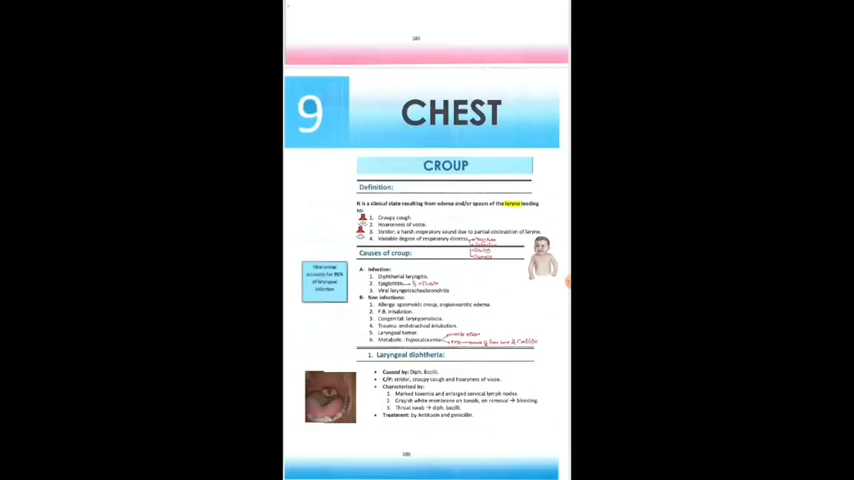 9
CHEST
CROUP
Definition:
It is a clinical state resulting from edema and/or spasm of the larynx leading
to:
1. Croupy cough.
2. Hoarseness of voice.
3. Stridor: a harsh inspiratory sound due to partial obstruction of larynx.
4. Variable degree of respiratory distress
Causes of croup:
Viral croup
accounts for 95%
of laryngeal
infection
A- Infection:
1. Diphtherial laryngitis.
2. Epiglottitis
3. Viral laryngotracheobronchitis
B- Non infectious:
1. Allergy: spasmodic croup, angioneurotic edema.
2. F.B. inhalation.
3. Congenital: laryngomalacia.
4. Trauma: endotracheal intubation.
5. Laryngeal tumor.
6. Metabolic: hypocalcaemia
1. Laryngeal diphtheria:
• Caused by: Diph. Bacilli.
• C/P: stridor, croupy cough and hoarsness of voice.
• Characterized by:
1. Marked toxemia and enlarged cervical lymph nodes.
2. Grayish white membrane on tonsils, on removal → bleeding.
3. Throat swab → diph. bacilli.
• Treatment: by Antitoxin and penicillin.